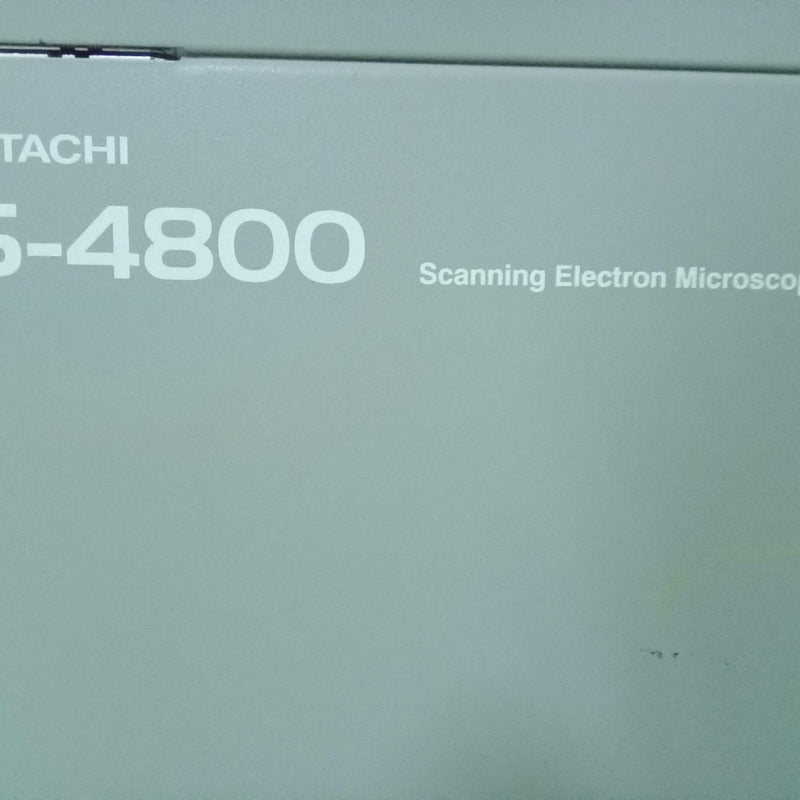 TACHI
S-4800
Scanning Electron Microscop